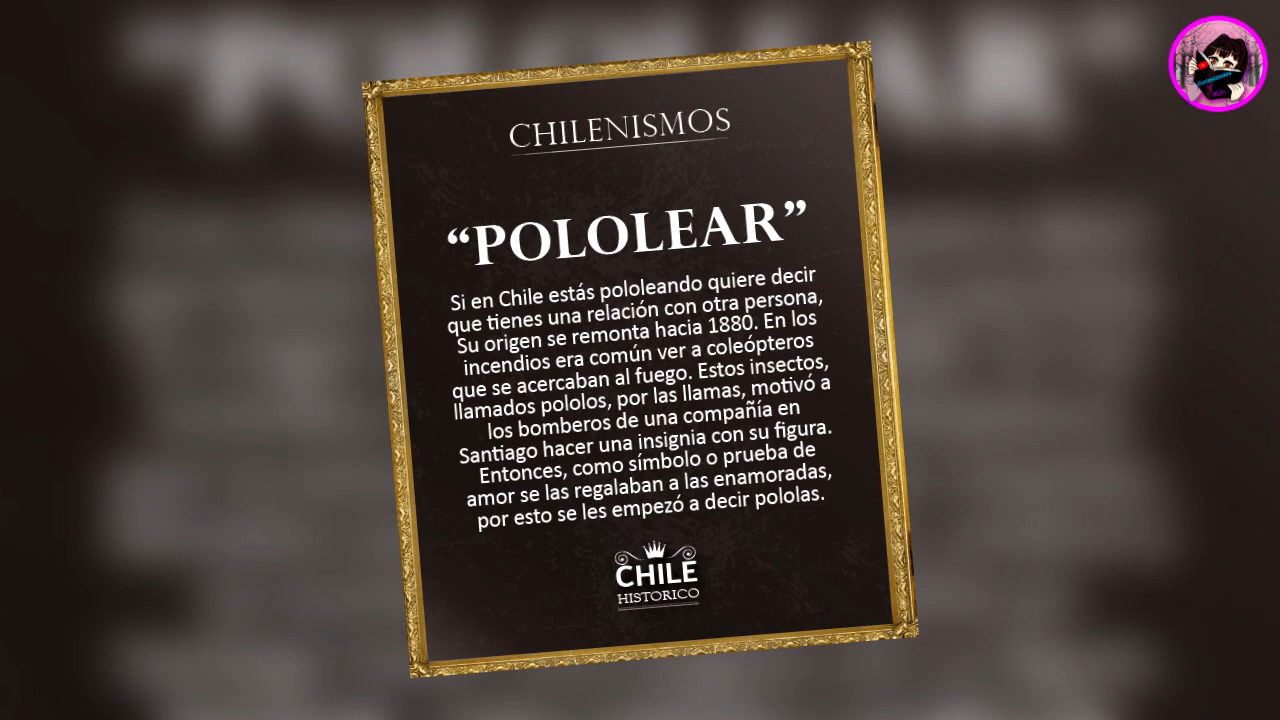 CHILENISMOS
“POLOLEAR”
Si en Chile estás pololeando quiere decir
que tienes una relación con otra persona,
Su origen se remonta hacia 1880. En los
incendios era común ver a coleópteros
que se acercaban al fuego. Estos insectos,
llamados pololos, por las llamas, motivó a
los bomberos de una compañía en
Santiago hacer una insignia con su figura.
Entonces, como símbolo o prueba de
amor se las regalaban a las enamoradas,
por esto se les empezó a decir pololas.
CHILE
HISTORICO